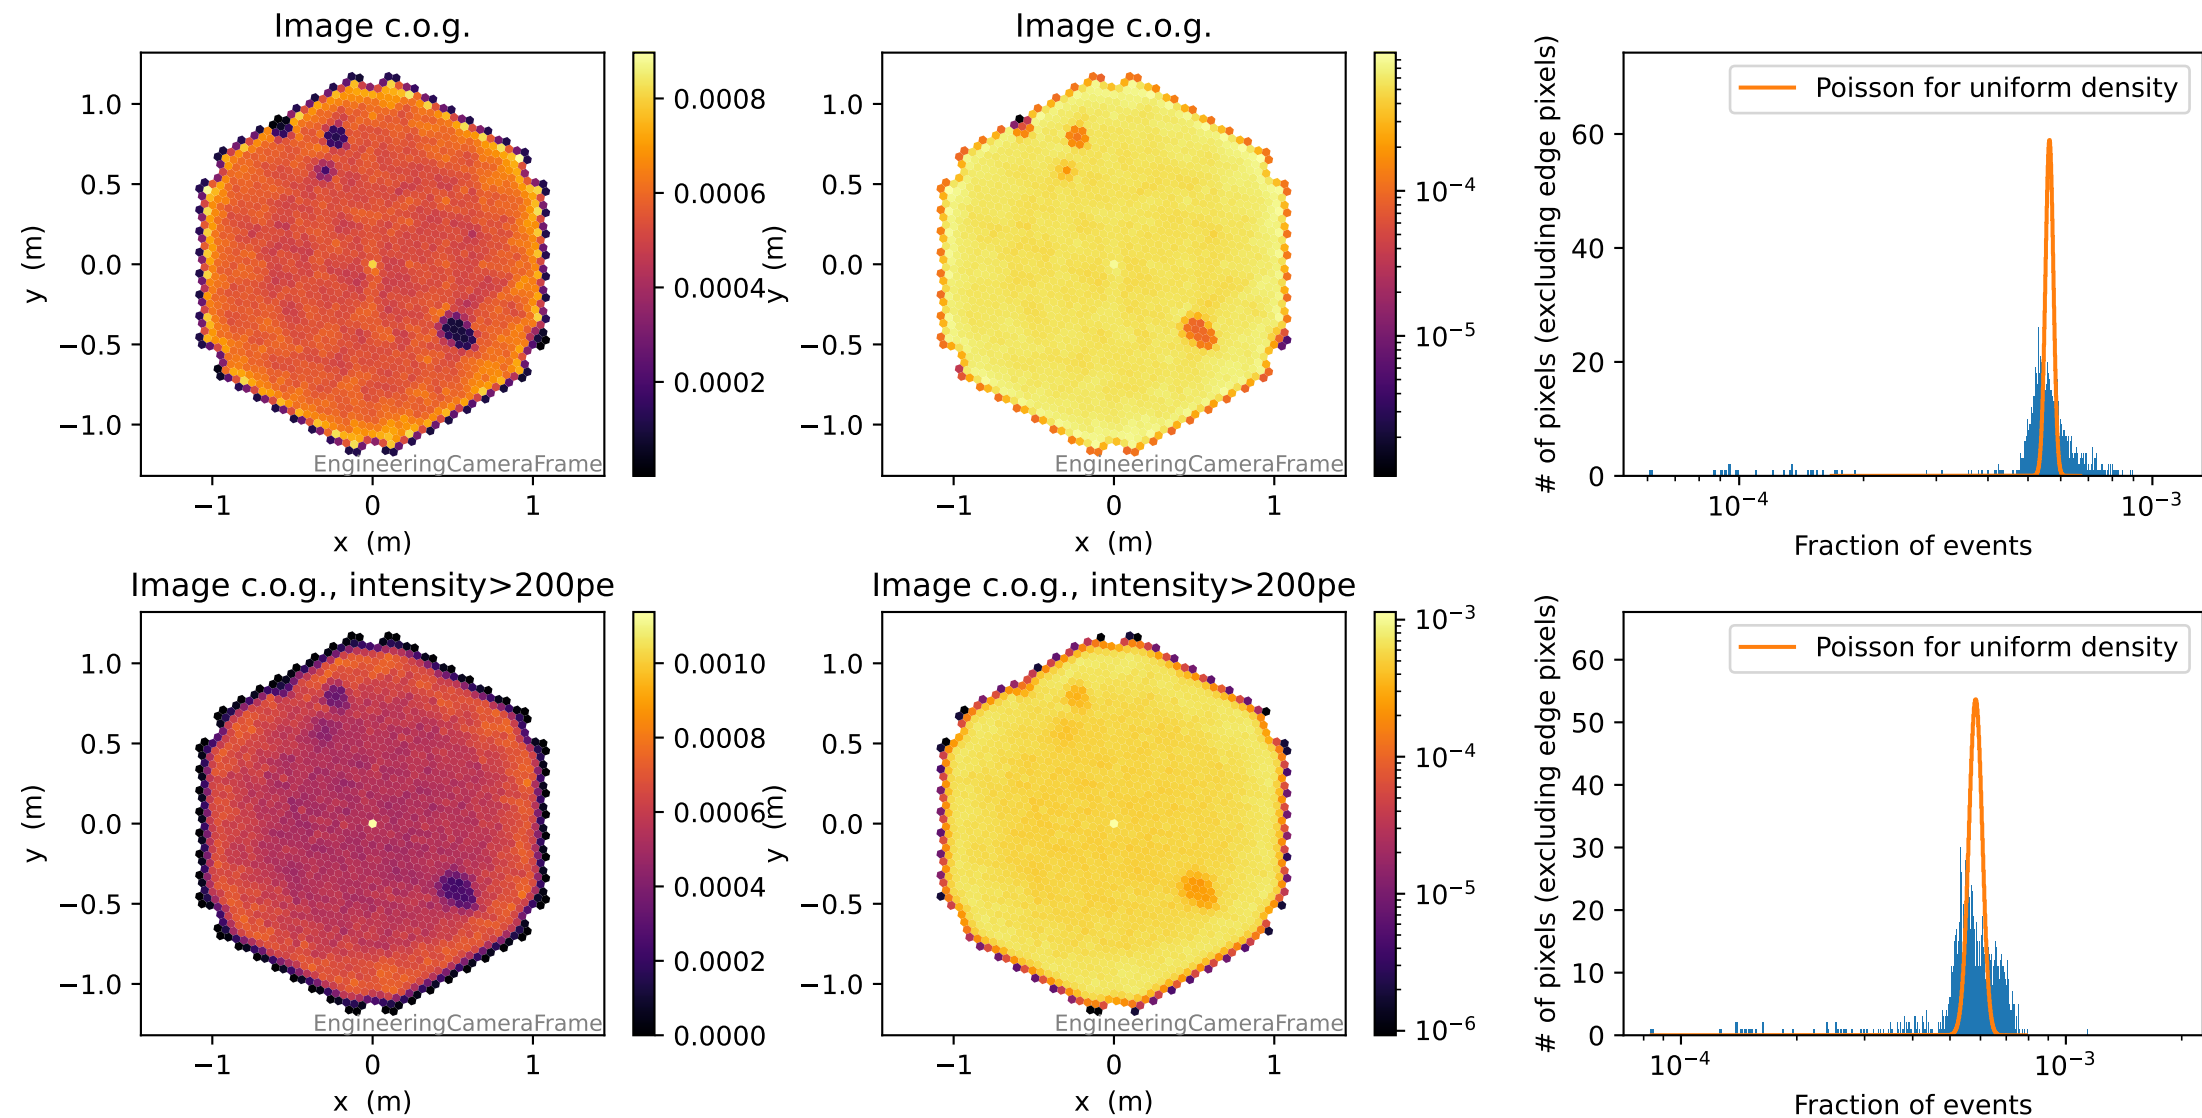 Image c.o.g.
1.0
0.5
0.0
−0.5
−1.0
y (m)
−1
0
1
x (m)
EngineeringCameraFrame
0.0008
0.0006
0.0004
0.0002
Image c.o.g.
1.0
0.5
0.0
−0.5
−1.0
y (m)
−1
0
1
x (m)
EngineeringCameraFrame
10⁻⁴
10⁻⁵
# of pixels (excluding edge pixels)
60
40
20
0
Poisson for uniform density
10⁻⁴
10⁻³
Fraction of events
Image c.o.g., intensity>200pe
1.0
0.5
0.0
−0.5
−1.0
y (m)
−1
0
1
x (m)
EngineeringCameraFrame
0.0010
0.0008
0.0006
0.0004
0.0002
0.0000
Image c.o.g., intensity>200pe
1.0
0.5
0.0
−0.5
−1.0
y (m)
−1
0
1
x (m)
EngineeringCameraFrame
10⁻³
10⁻⁴
10⁻⁵
10⁻⁶
# of pixels (excluding edge pixels)
60
50
40
30
20
10
0
Poisson for uniform density
10⁻⁴
10⁻³
Fraction of events